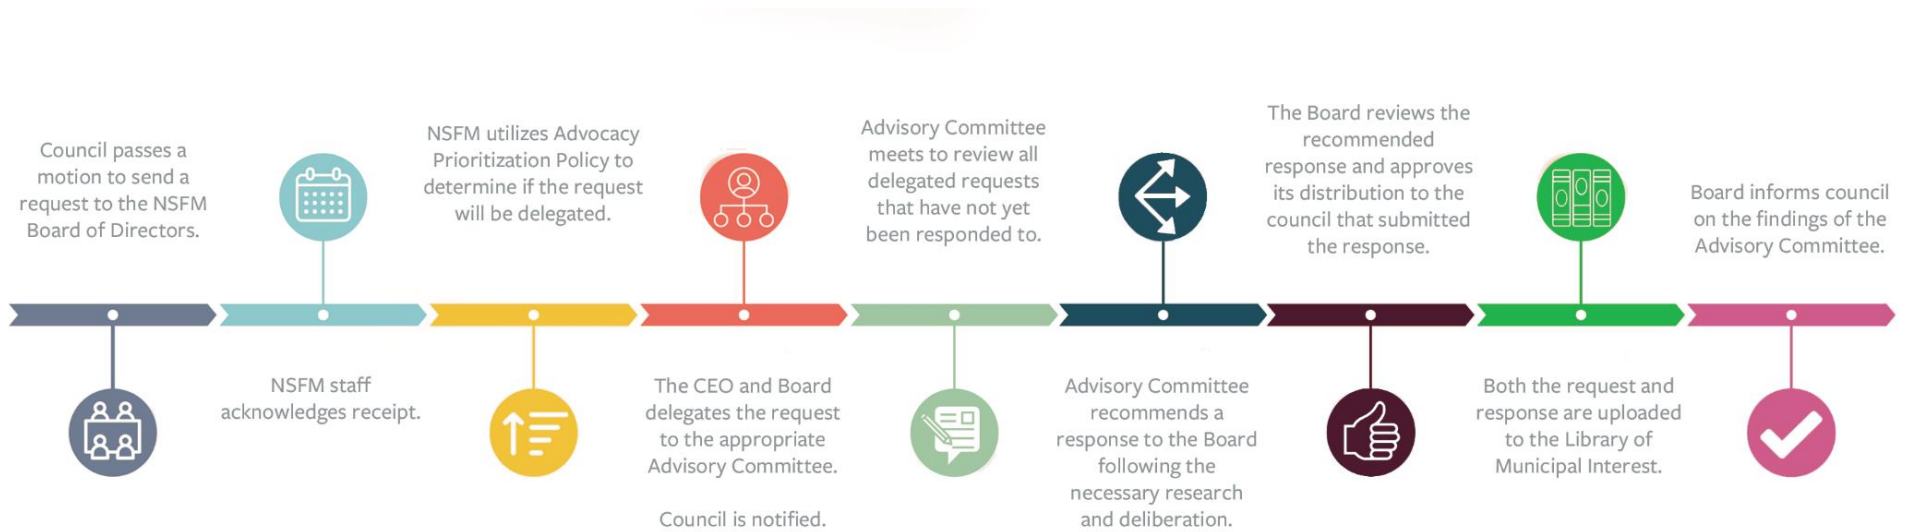 Council passes a
motion to send a
request to the NSFM
Board of Directors.
NSFM staff
acknowledges receipt.
NSFM utilizes Advocacy
Prioritization Policy to
determine if the request
will be delegated.
The CEO and Board
delegates the request
to the appropriate
Advisory Committee.
Council is notified.
Advisory Committee
meets to review all
delegated requests
that have not yet
been responded to.
Advisory Committee
recommends a
response to the Board
following the
necessary research
and deliberation.
The Board reviews the
recommended
response and approves
its distribution to the
council that submitted
the response.
Both the request and
response are uploaded
to the Library of
Municipal Interest.
Board informs council
on the findings of the
Advisory Committee.